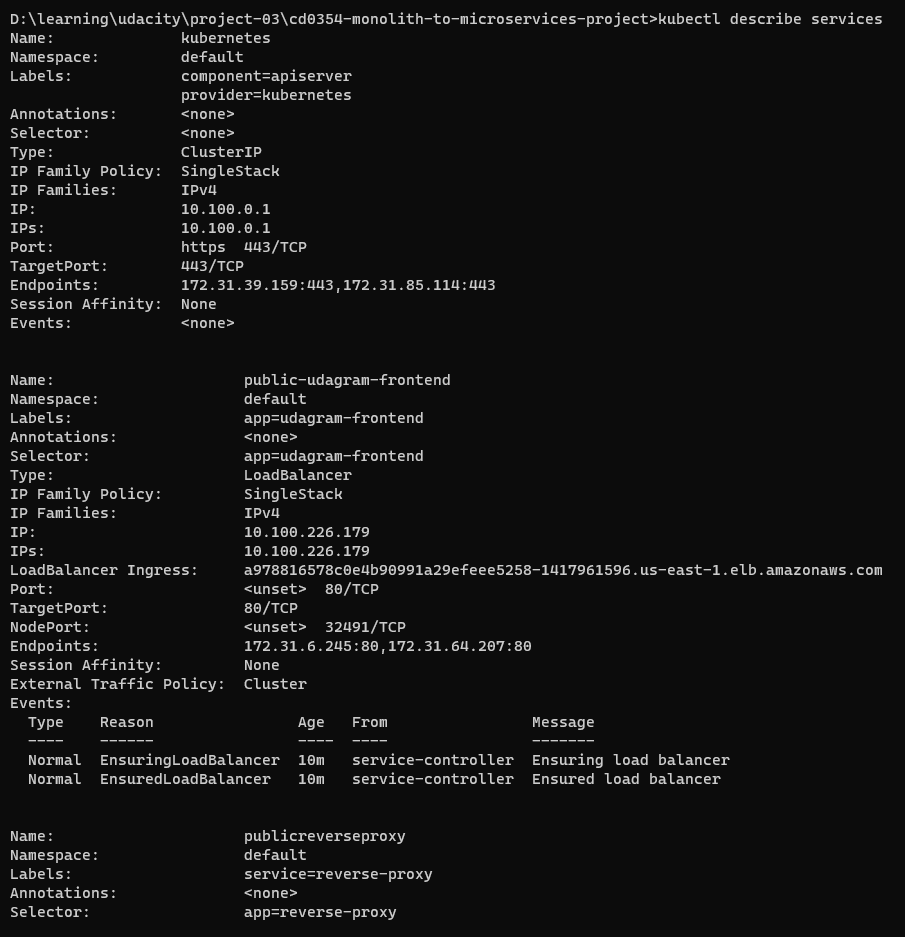 D:\learning\udacity\project-03\cd0354-monolith-to-microservices-project>kubectl describe services
Name:              kubernetes
Namespace:         default
Labels:            component=apiserver
                   provider=kubernetes
Annotations:       <none>
Selector:          <none>
Type:              ClusterIP
IP Family Policy:  SingleStack
IP Families:       IPv4
IP:                10.100.0.1
IPs:               10.100.0.1
Port:              https  443/TCP
TargetPort:        443/TCP
Endpoints:         172.31.39.159:443,172.31.85.114:443
Session Affinity:  None
Events:            <none>
Name:                     public-udagram-frontend
Namespace:                default
Labels:                   app=udagram-frontend
Annotations:              <none>
Selector:                 app=udagram-frontend
Type:                     LoadBalancer
IP Family Policy:         SingleStack
IP Families:              IPv4
IP:                       10.100.226.179
IPs:                      10.100.226.179
LoadBalancer Ingress:     a978816578c0e4b90991a29efeee5258-1417961596.us-east-1.elb.amazonaws.com
Port:                     <unset>  80/TCP
TargetPort:               80/TCP
NodePort:                 <unset>  32491/TCP
Endpoints:                172.31.6.245:80,172.31.64.207:80
Session Affinity:         None
External Traffic Policy:  Cluster
Events:
  Type    Reason                Age   From                Message
  ----    ------                ----  ----                -------
  Normal  EnsuringLoadBalancer  10m   service-controller  Ensuring load balancer
  Normal  EnsuredLoadBalancer   10m   service-controller  Ensured load balancer
Name:                     publicreverseproxy
Namespace:                default
Labels:                   service=reverse-proxy
Annotations:              <none>
Selector:                 app=reverse-proxy